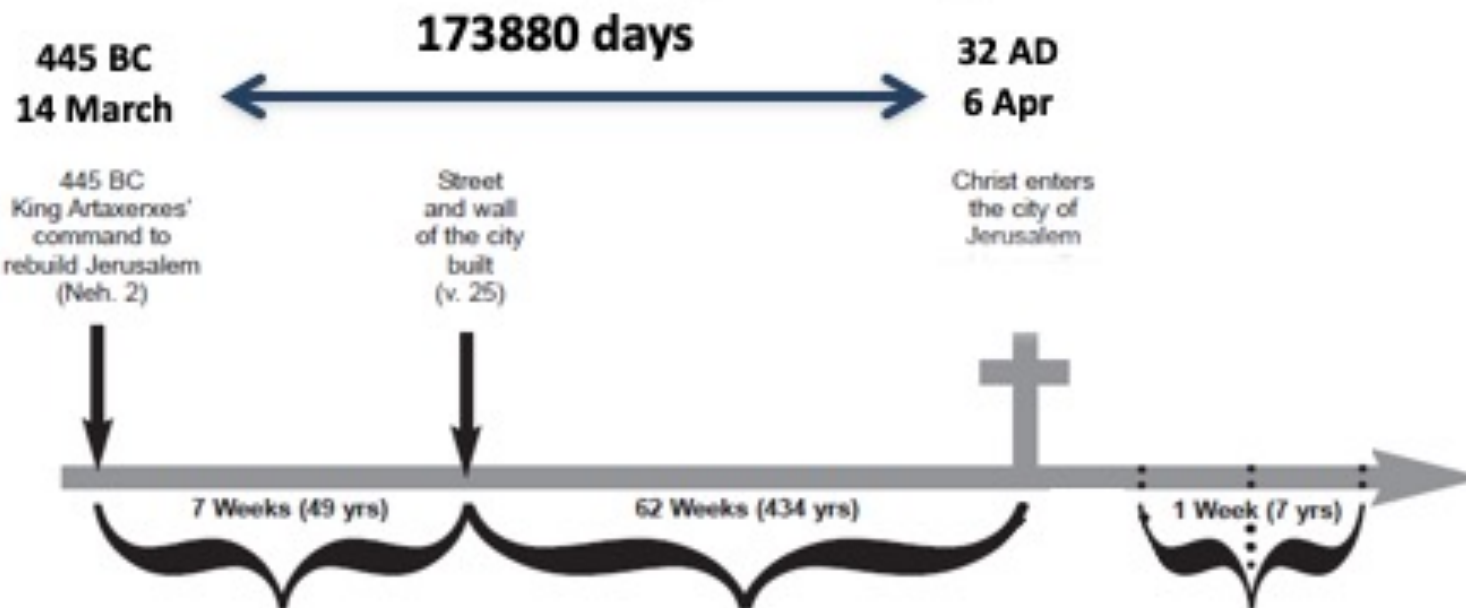 173880 days
445 BC
14 March
32 AD
6 Apr
445 BC
King Artaxerxes'
command to
rebuild Jerusalem
(Neh. 2)
Street
and wall
of the city
built
(v. 25)
Christ enters
the city of
Jerusalem
7 Weeks (49 yrs)
62 Weeks (434 yrs)
1 Week (7 yrs)